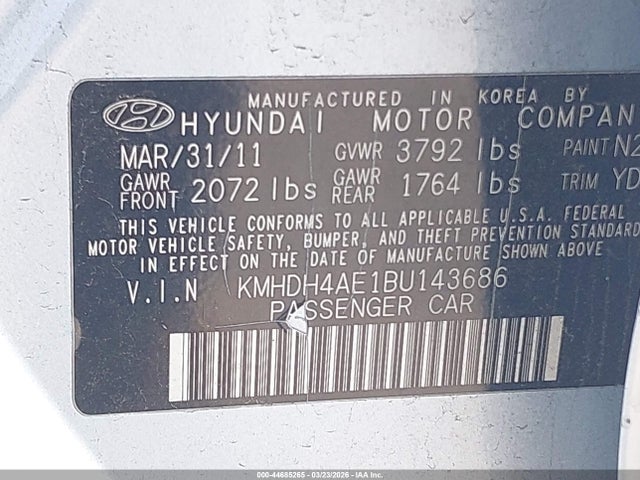 MANUFACTURED IN KOREA BY
HYUNDAI MOTOR COMPAN
MAR/31/11 GVWR 3792 lbs PAINT N2
GAWR FRONT 2072 lbs GAWR REAR 1764 lbs TRIM YD
THIS VEHICLE CONFORMS TO ALL APPLICABLE U.S.A. FEDERAL
MOTOR VEHICLE SAFETY, BUMPER, AND THEFT PREVENTION STANDARD
IN EFFECT ON THE DATE OF MANUFACTURE SHOWN ABOVE
V.I.N KMHDH4AE1BU143686
PASSENGER CAR
000-44685265 - 03/23/2026 - IAAI.COM